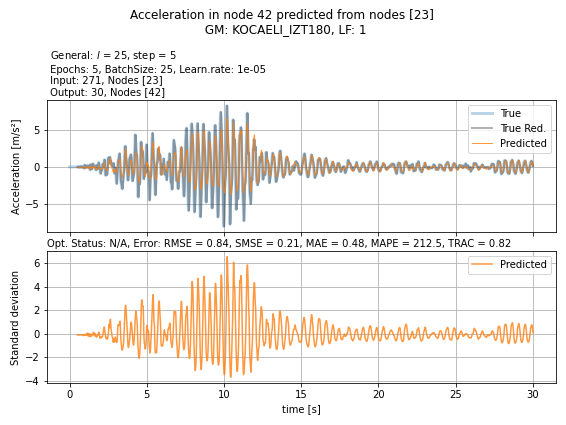 Acceleration in node 42 predicted from nodes [23]
GM: KOCAELI_IZT180, LF: 1
General: l = 25, step = 5
Epochs: 5, BatchSize: 25, Learn.rate: 1e-05
Input: 271, Nodes [23]
Output: 30, Nodes [42]
Acceleration [m/s²]
5
0
−5
True
True Red.
Predicted
Opt. Status: N/A, Error: RMSE = 0.84, SMSE = 0.21, MAE = 0.48, MAPE = 212.5, TRAC = 0.82
Standard deviation
6
4
2
0
−2
−4
Predicted
0 5 10 15 20 25 30
time [s]